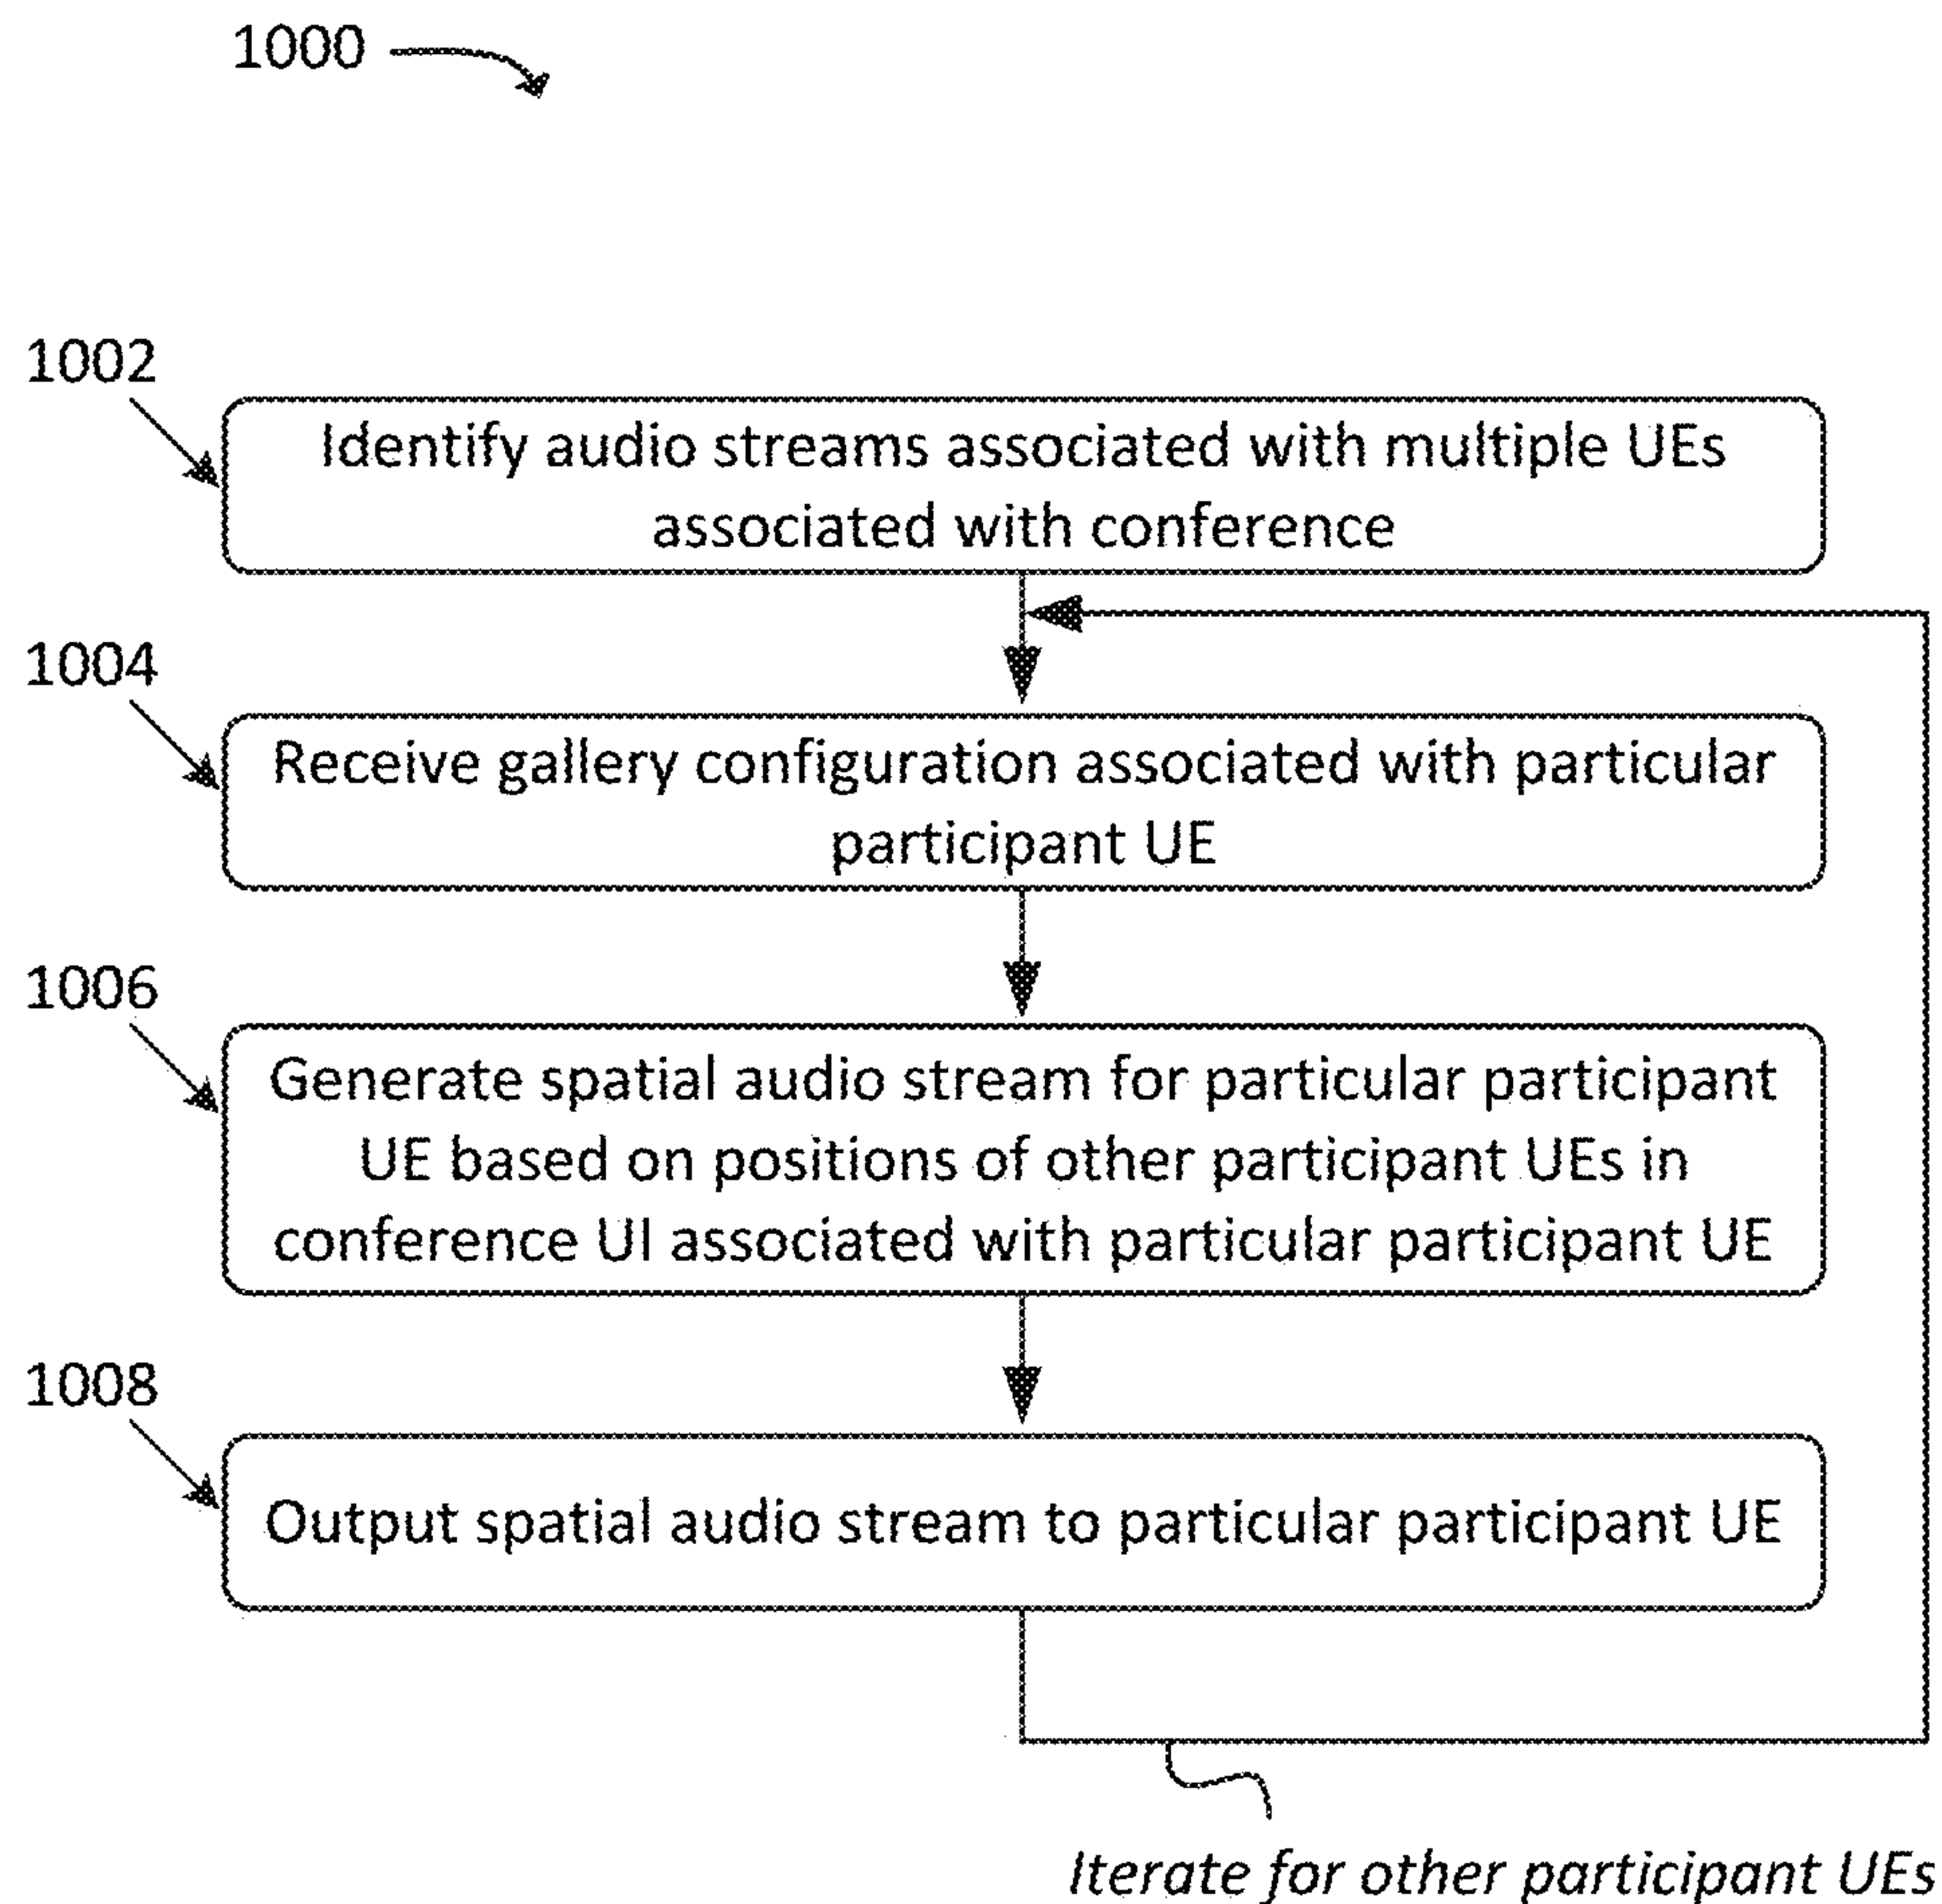 1000
1002
Identify audio streams associated with multiple UEs
associated with conference
1004
Receive gallery configuration associated with particular
participant UE
1006
Generate spatial audio stream for particular participant
UE based on positions of other participant UEs in
conference UI associated with particular participant UE
1008
Output spatial audio stream to particular participant UE
Iterate for other participant UEs